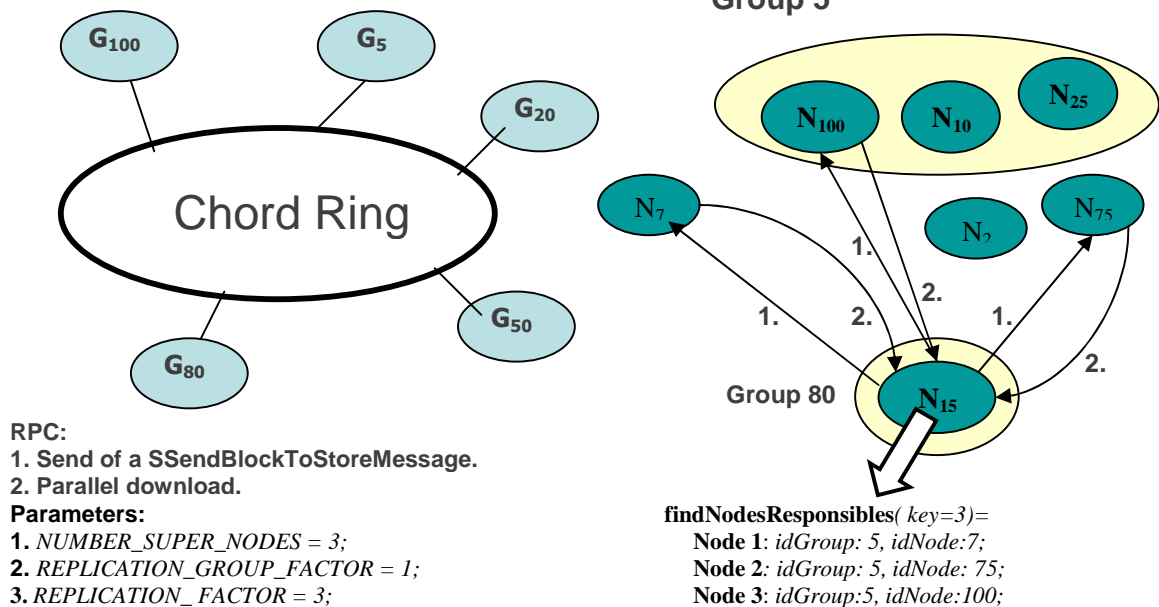 Group 5
G100
G5
G20
Chord Ring
G50
G80
N100
N10
N25
N7
N2
N75
1.
2.
1.
2.
1.
2.
Group 80
N15
RPC:
1. Send of a SSendBlockToStoreMessage.
2. Parallel download.
Parameters:
1. NUMBER_SUPER_NODES = 3;
2. REPLICATION_GROUP_FACTOR = 1;
3. REPLICATION_ FACTOR = 3;
findNodesResponsibles( key=3)=
Node 1: idGroup: 5, idNode:7;
Node 2: idGroup: 5, idNode: 75;
Node 3: idGroup:5, idNode:100;